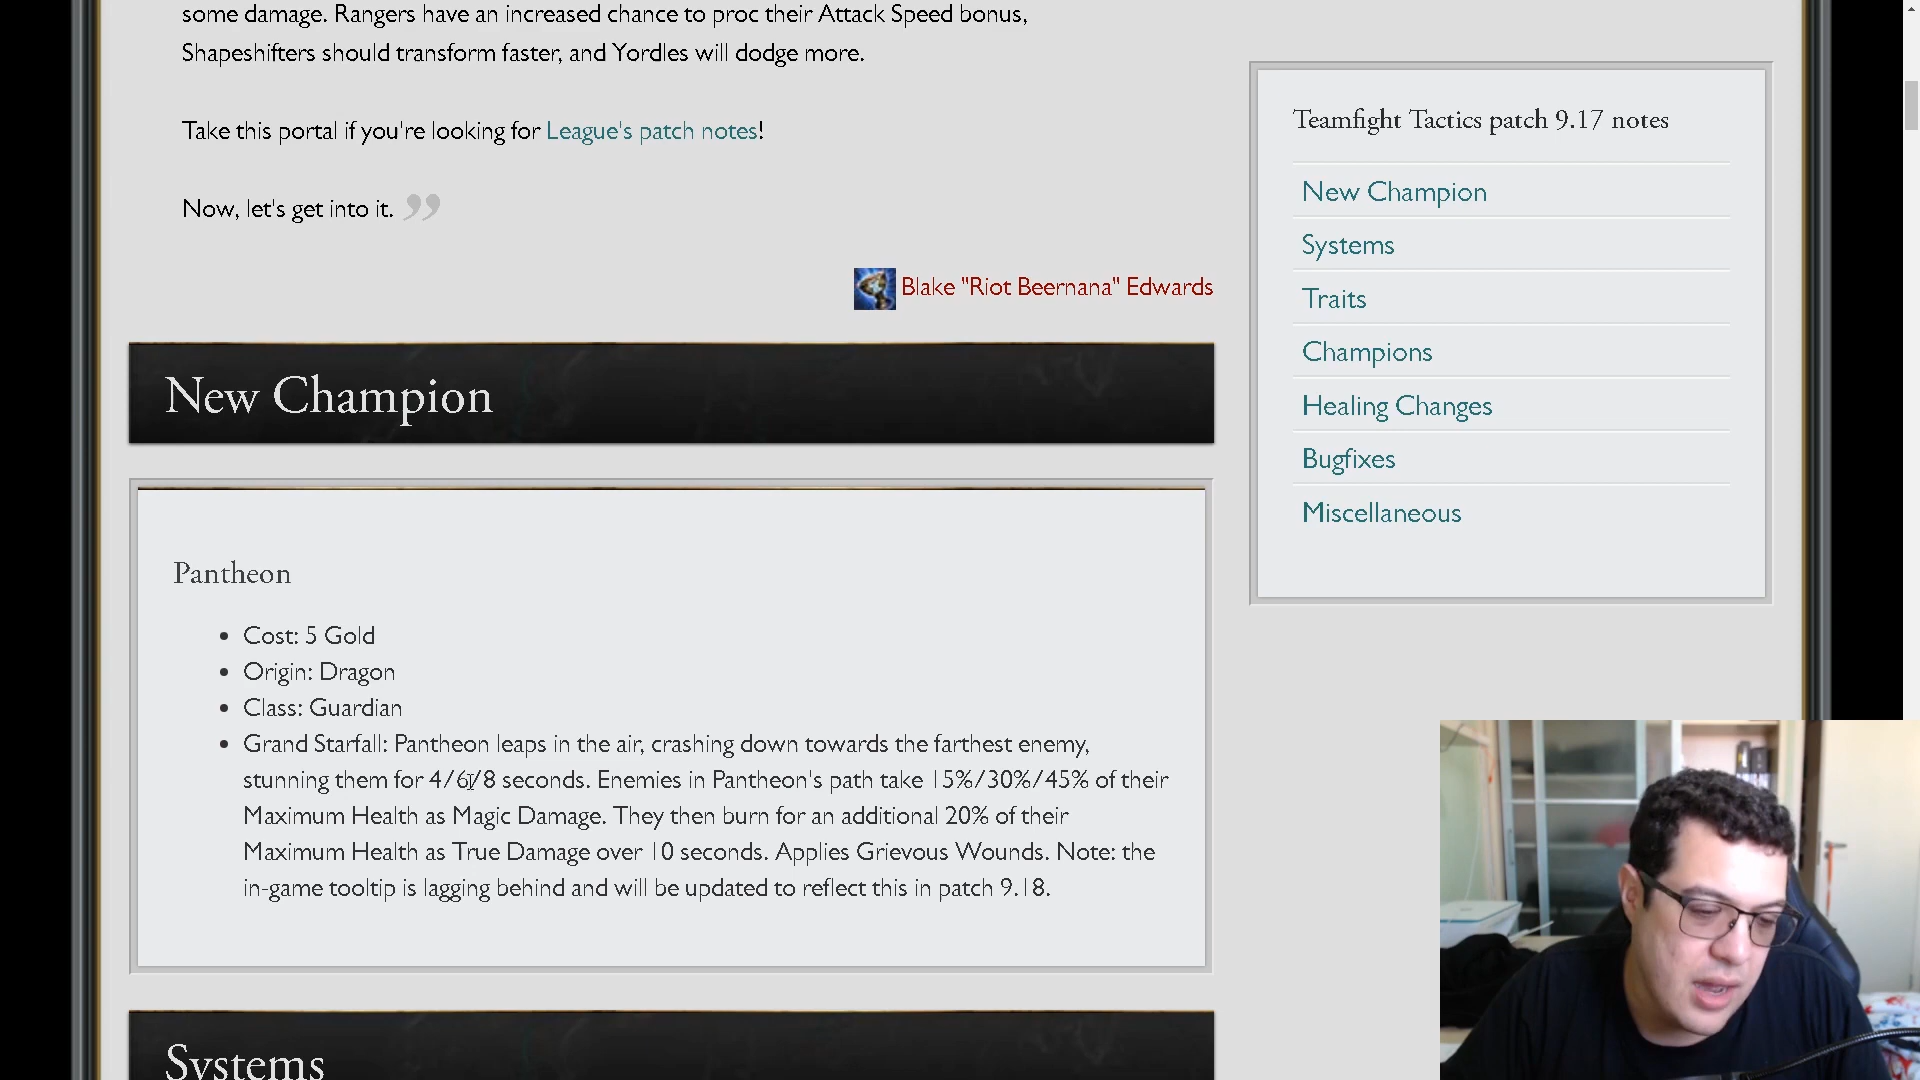 some damage. Rangers have an increased chance to proc their Attack Speed bonus,
Shapeshifters should transform faster, and Yordles will dodge more.
Take this portal if you're looking for League's patch notes!
Now, let's get into it. ”
Blake "Riot Beernana" Edwards
New Champion
Pantheon
• Cost: 5 Gold
• Origin: Dragon
• Class: Guardian
• Grand Starfall: Pantheon leaps in the air, crashing down towards the farthest enemy,
stunning them for 4/6/8 seconds. Enemies in Pantheon's path take 15%/30%/45% of their
Maximum Health as Magic Damage. They then burn for an additional 20% of their
Maximum Health as True Damage over 10 seconds. Applies Grievous Wounds. Note: the
in-game tooltip is lagging behind and will be updated to reflect this in patch 9.18.
Systems
Teamfight Tactics patch 9.17 notes
New Champion
Systems
Traits
Champions
Healing Changes
Bugfixes
Miscellaneous